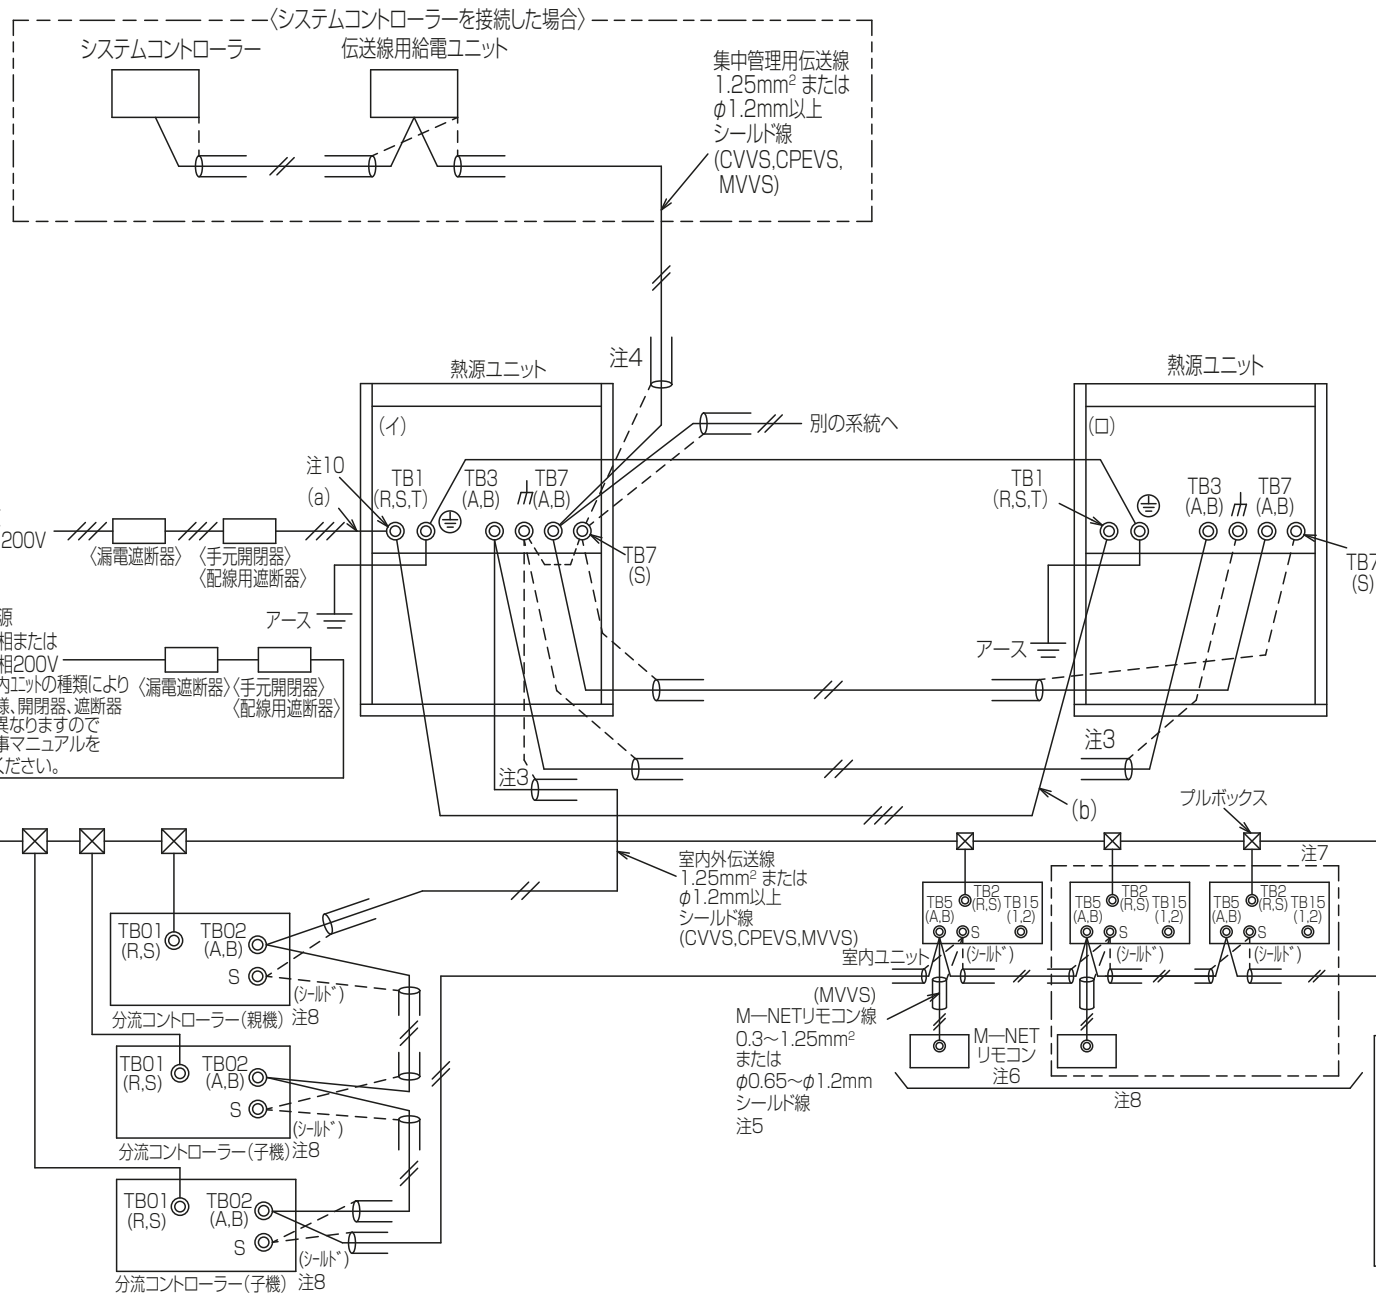 〈システムコントローラーを接続した場合〉
システムコントローラー
伝送線用給電ユニット
集中管理用伝送線
1.25mm² または
φ1.2mm以上
シールド線
(CVVS,CPEVS,
MVVS)
注4
熱源ユニット
(イ)
別の系統へ
注10
(a)
TB1
(R,S,T)
TB3
(A,B)
TB7
(A,B)
TB7
(S)
200V
〈漏電遮断器〉
〈手元開閉器〉
〈配線用遮断器〉
アース
熱源ユニット
(ロ)
TB1
(R,S,T)
TB3
(A,B)
TB7
(A,B)
TB7
(S)
アース
源
相または
相200V
内ユニットの種類により
様、開閉器、遮断器
異なりますので
事マニュアルを
ください。
〈漏電遮断器〉
〈手元開閉器〉
〈配線用遮断器〉
注3
注3
(b)
プルボックス
注7
室内外伝送線
1.25mm² または
φ1.2mm以上
シールド線
(CVVS,CPEVS,MVVS)
TB01
(R,S)
TB02
(A,B)
S
(シールド)
分流コントローラー(親機) 注8
TB01
(R,S)
TB02
(A,B)
S
(シールド)
分流コントローラー(子機) 注8
TB01
(R,S)
TB02
(A,B)
S
(シールド)
分流コントローラー(子機) 注8
TB5
(A,B)
TB2
(R,S)
TB15
(1,2)
S
(シールド)
TB5
(A,B)
TB2
(R,S)
TB15
(1,2)
S
(シールド)
TB5
(A,B)
TB2
(R,S)
TB15
(1,2)
S
(シールド)
室内ユニット
(MVVS)
M—NETリモコン線
0.3～1.25mm²
または
φ0.65～φ1.2mm
シールド線
注5
M—NET
リモコン
注6
注8